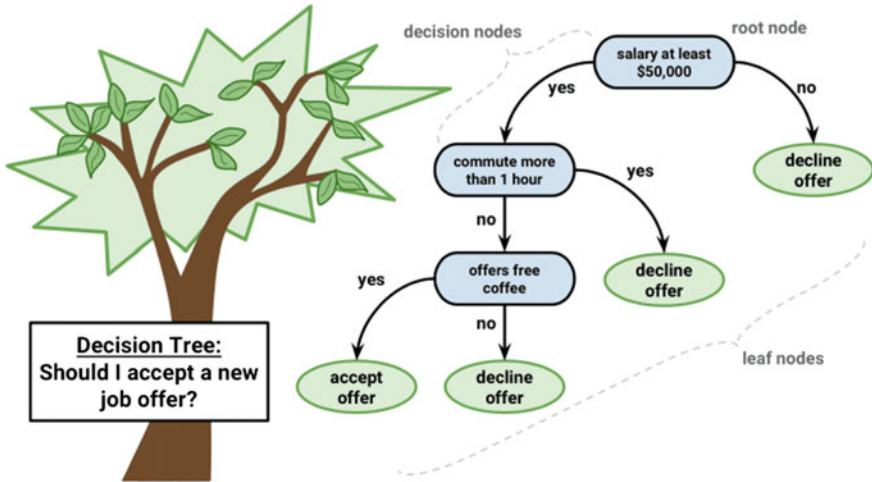 decision nodes
root node
salary at least
$50,000
yes
no
commute more
than 1 hour
yes
decline
offer
no
offers free
coffee
decline
offer
yes
no
Decision Tree:
Should I accept a new
job offer?
accept
offer
decline
offer
leaf nodes